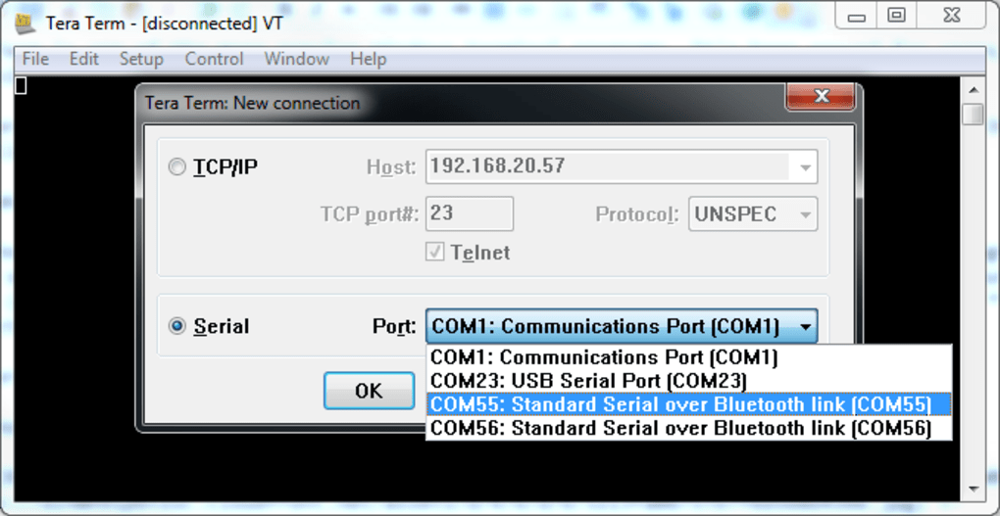 Tera Term - [disconnected] VT
File Edit Setup Control Window Help
Tera Term: New connection
TCP/IP Host: 192.168.20.57
TCP port#: 23 Protocol: UNSPEC
Telnet
Serial Port: COM1: Communications Port (COM1)
COM1: Communications Port (COM1)
COM23: USB Serial Port (COM23)
OK
COM55: Standard Serial over Bluetooth link (COM55)
COM56: Standard Serial over Bluetooth link (COM56)